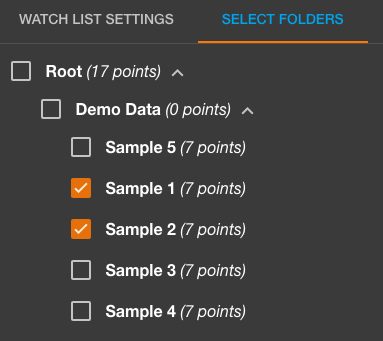 WATCH LIST SETTINGS SELECT FOLDERS
Root (17 points)
Demo Data (0 points)
Sample 5 (7 points)
Sample 1 (7 points)
Sample 2 (7 points)
Sample 3 (7 points)
Sample 4 (7 points)